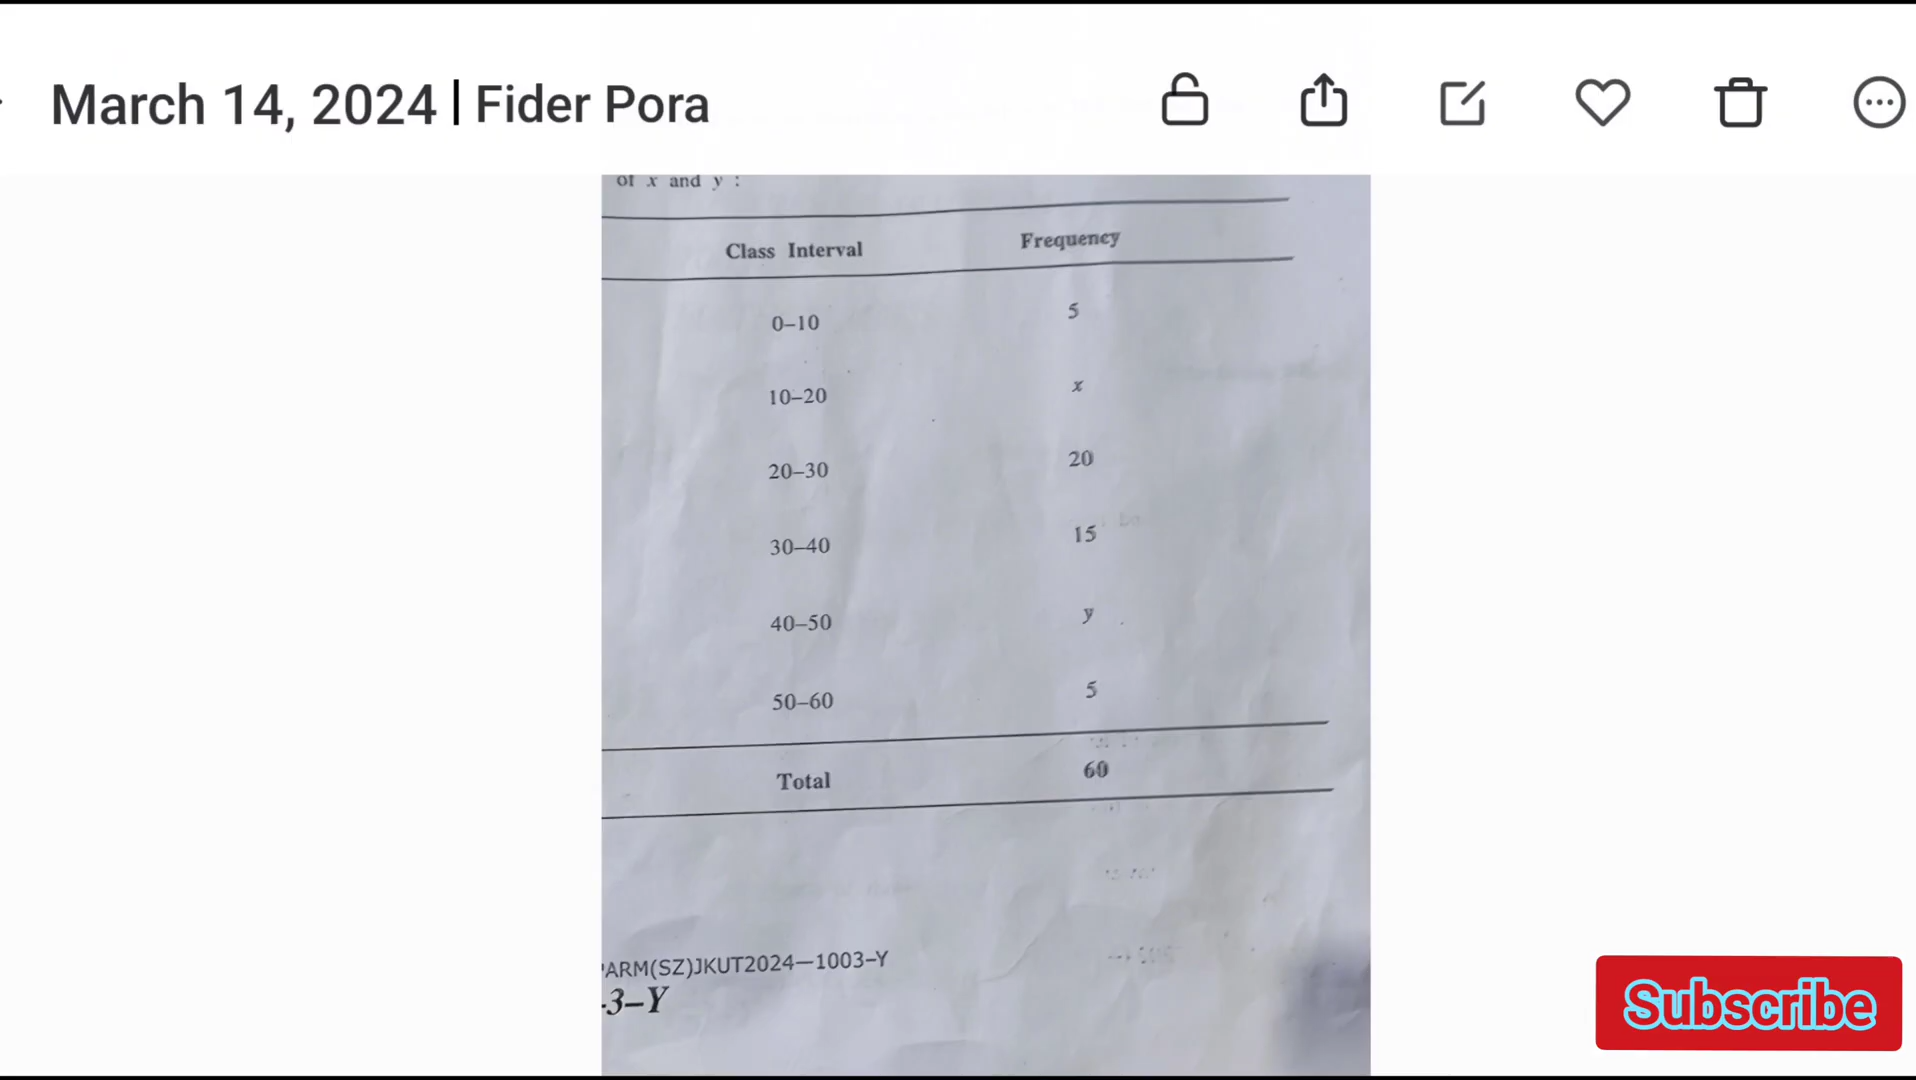 March 14, 2024 | Fider Pora
of x and y :
Class Interval Frequency
0–10 5
10–20 x
20–30 20
30–40 15
40–50 y
50–60 5
Total 60
ARM(SZ)JKUT2024—1003–Y
-3–Y
Subscribe